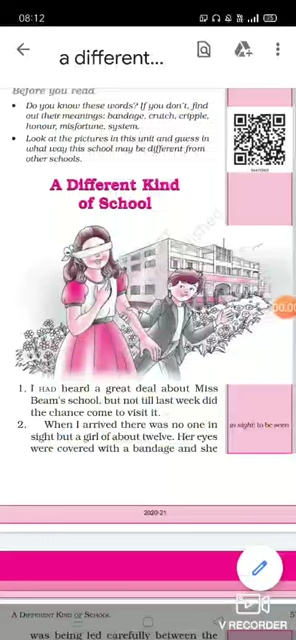 08:12
a different...
Before you read
• Do you know these words? If you don't, find
out their meanings: bandage, crutch, cripple,
honour, misfortune, system.
• Look at the pictures in this unit and guess in
what way this school may be different from
other schools.
A Different Kind
of School
00:0
1. I HAD heard a great deal about Miss
Beam's school, but not till last week did
the chance come to visit it.
2. When I arrived there was no one in
sight but a girl of about twelve. Her eyes
were covered with a bandage and she
in sight: to be seen
2020-21
V RECORDER
A DIFFERENT KIND OF SCHOOL
was being led carefully between the